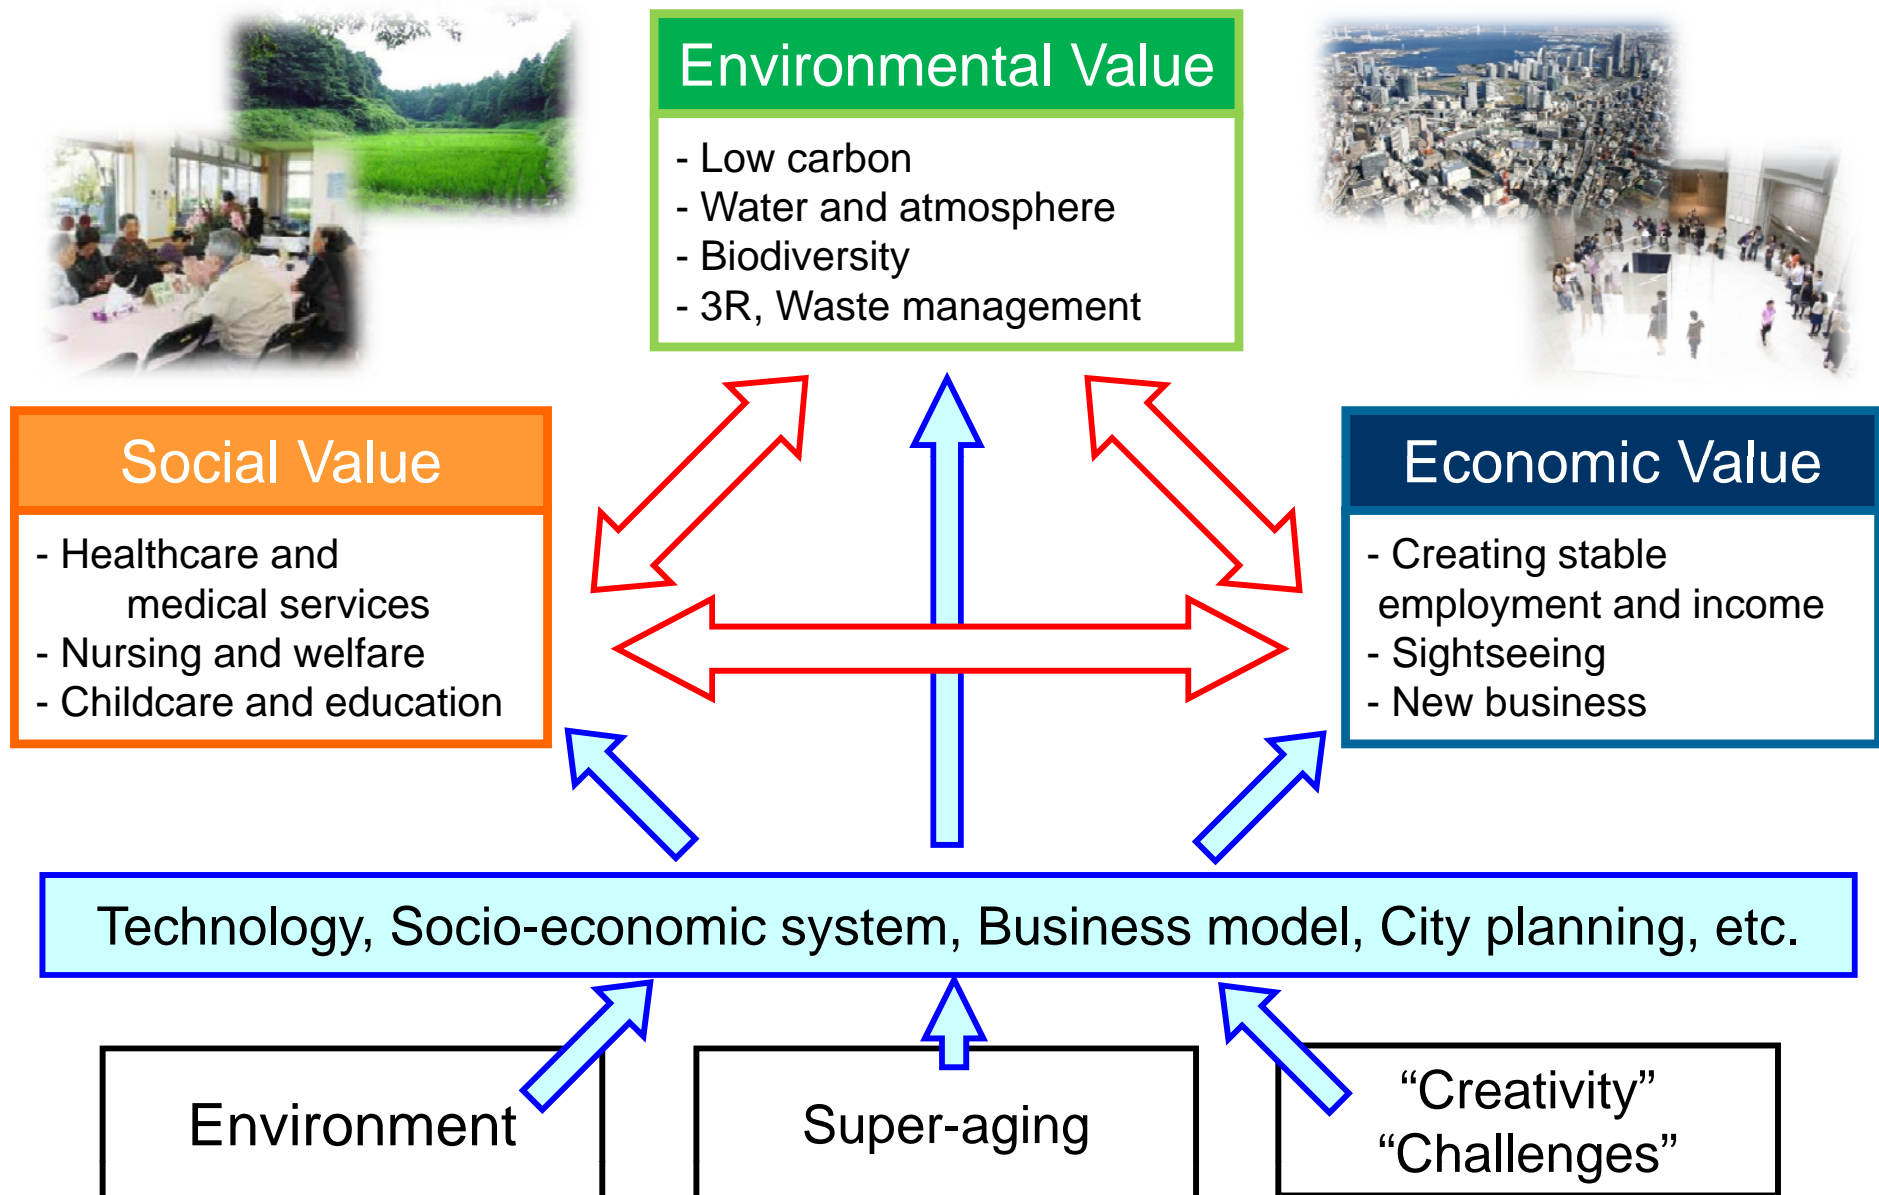 Environmental Value
- Low carbon
- Water and atmosphere
- Biodiversity
- 3R, Waste management
Social Value
- Healthcare and
medical services
- Nursing and welfare
- Childcare and education
Economic Value
- Creating stable
employment and income
- Sightseeing
- New business
Technology, Socio-economic system, Business model, City planning, etc.
Environment
Super-aging
“Creativity”
“Challenges”